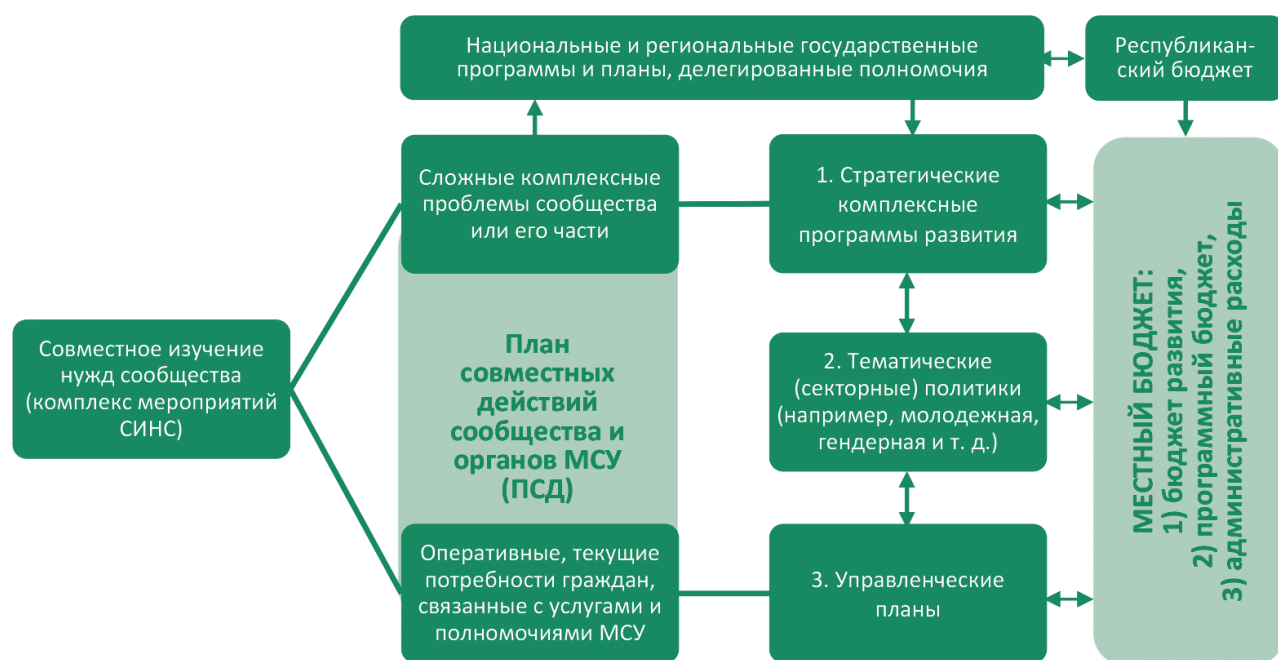 Национальные и региональные государственные
программы и планы, делегированные полномочия
Республикан-
ский бюджет
Сложные комплексные
проблемы сообщества
или его части
1. Стратегические
комплексные
программы развития
Совместное изучение
нужд сообщества
(комплекс мероприятий
СИНС)
План
совместных
действий
сообщества и
органов МСУ
(ПСД)
2. Тематические
(секторные) политики
(например, молодежная,
гендерная и т. д.)
Оперативные, текущие
потребности граждан,
связанные с услугами и
полномочиями МСУ
3. Управленческие
планы
МЕСТНЫЙ БЮДЖЕТ:
1) бюджет развития,
2) программный бюджет,
3) административные расходы